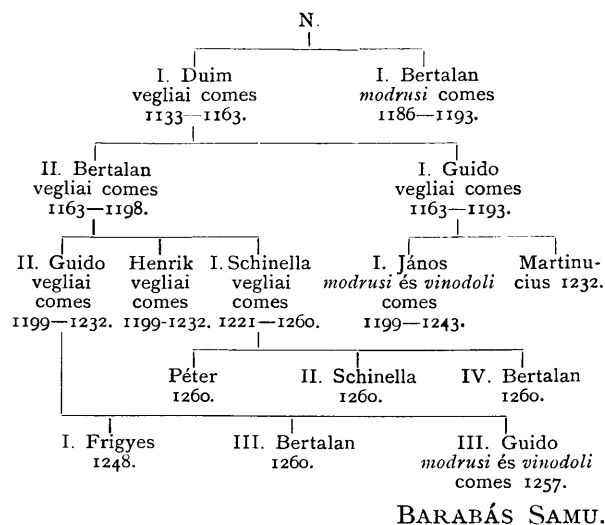 N.
I. Duim I. Bertalan
vegliai comes modrusi comes
1133—1163. 1186—1193.
II. Bertalan I. Guido
vegliai comes vegliai comes
1163—1198. 1163—1193.
II. Guido Henrik I. Schinella I. János Martinu-
vegliai vegliai vegliai modrusi és vinodoli cius 1232.
comes comes comes comes
1199—1232. 1199-1232. 1221—1260. 1199—1243.
Péter II. Schinella IV. Bertalan
1260. 1260. 1260.
I. Frigyes III. Bertalan III. Guido
1248. 1260. modrusi és vinodoli
comes 1257.
BARABÁS SAMU.